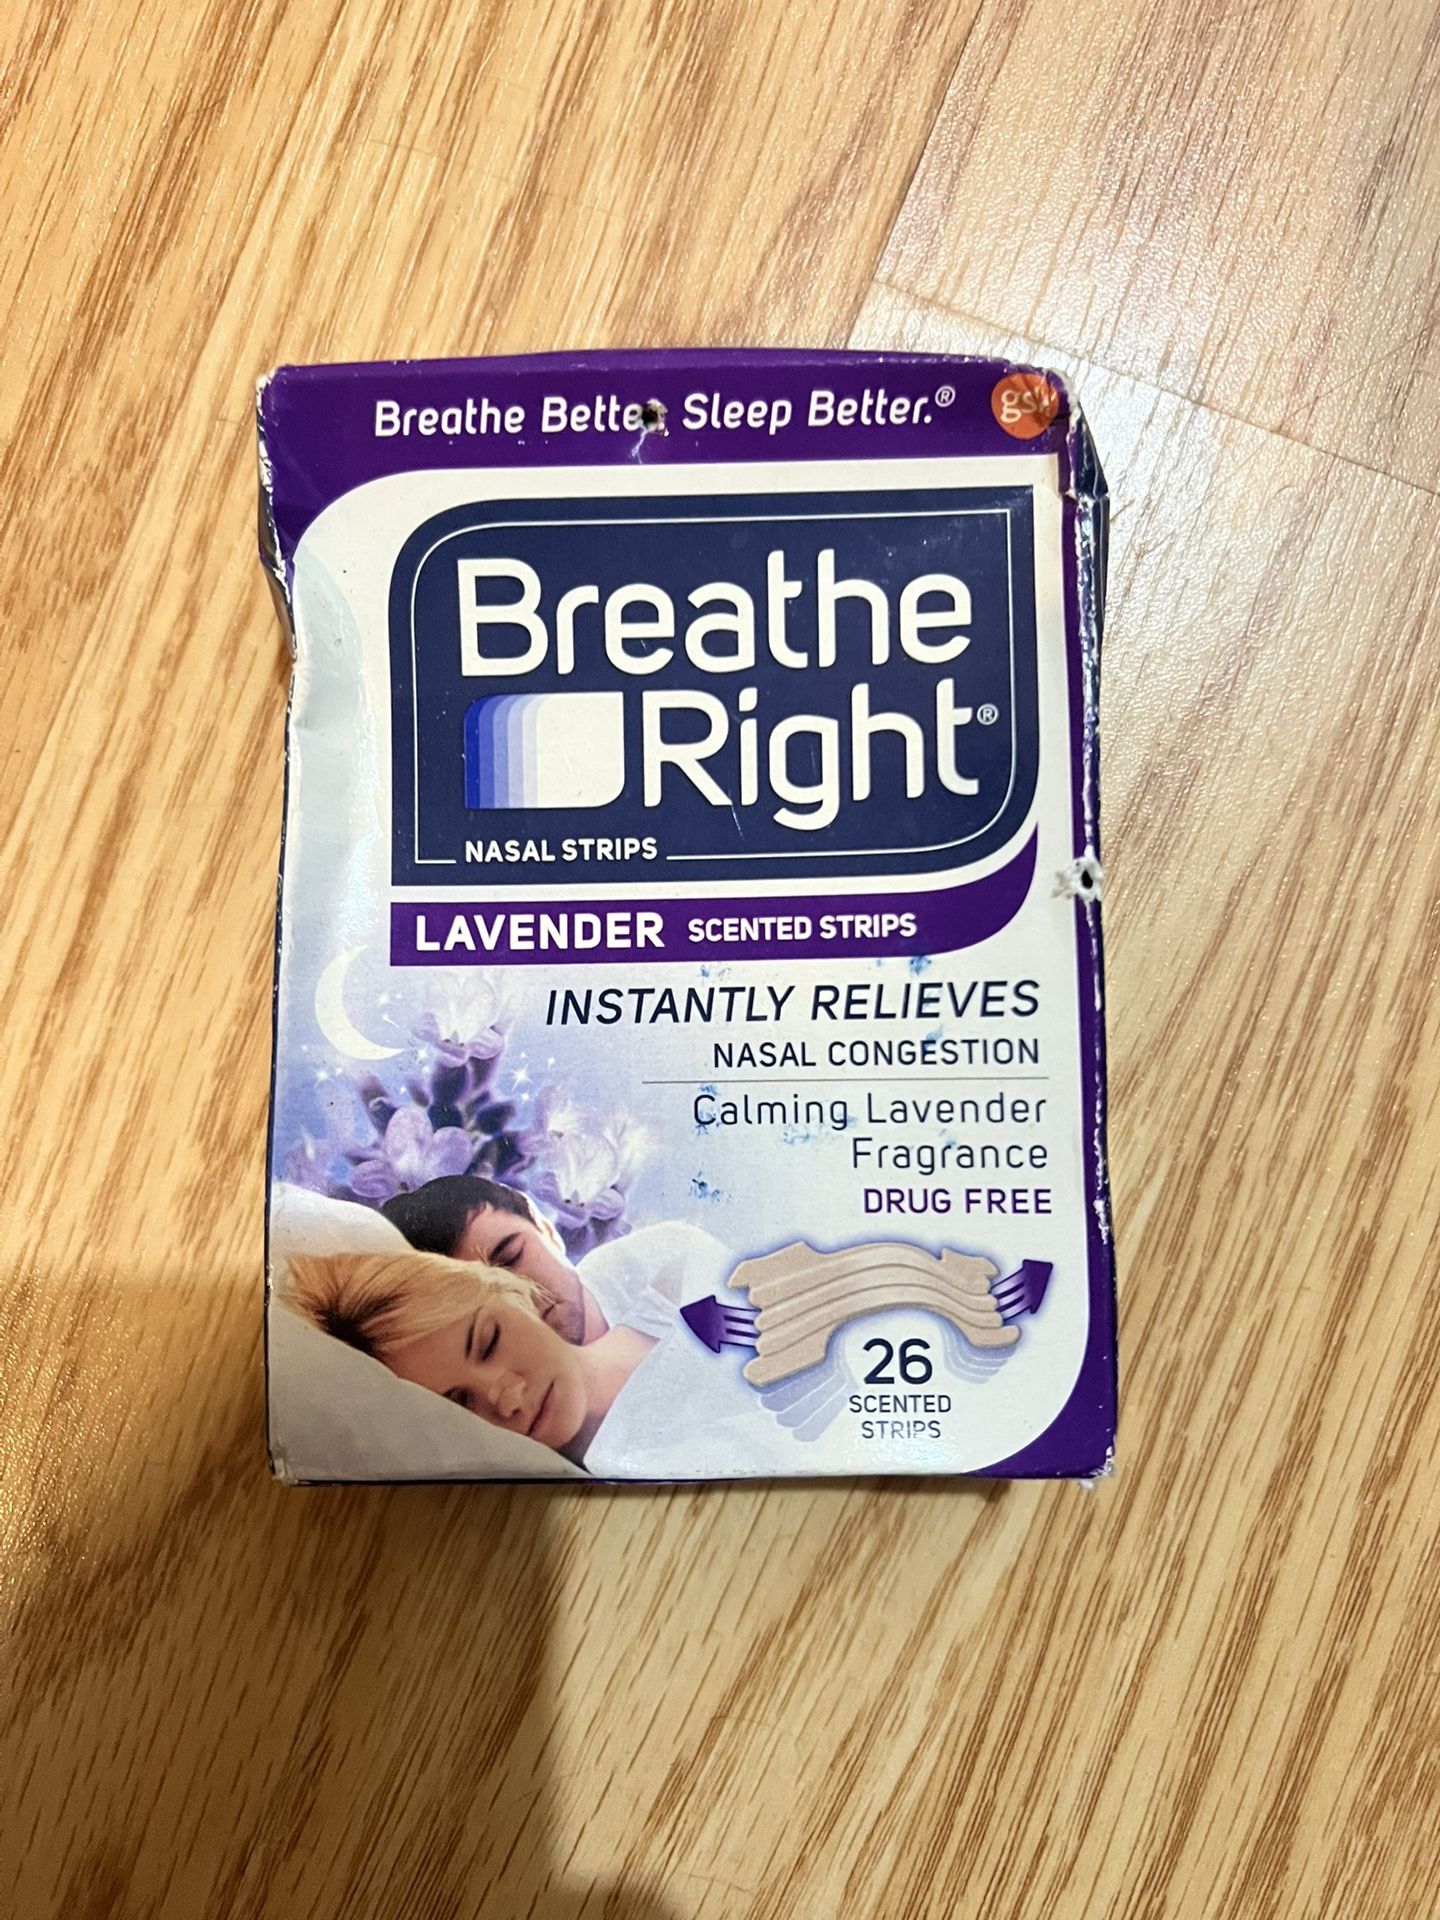 Breathe Better. Sleep Better.®
gsk
Breathe
Right®
NASAL STRIPS
LAVENDER SCENTED STRIPS
INSTANTLY RELIEVES
NASAL CONGESTION
Calming Lavender
Fragrance
DRUG FREE
26
SCENTED
STRIPS